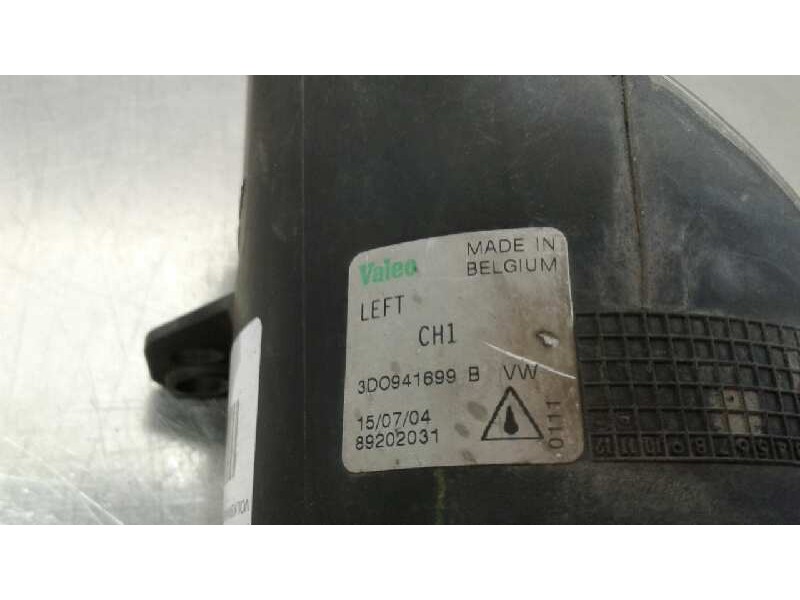 Valeo
MADE IN
BELGIUM
LEFT
CH1
3D0941699 B VW
15/07/04
89202031
0111